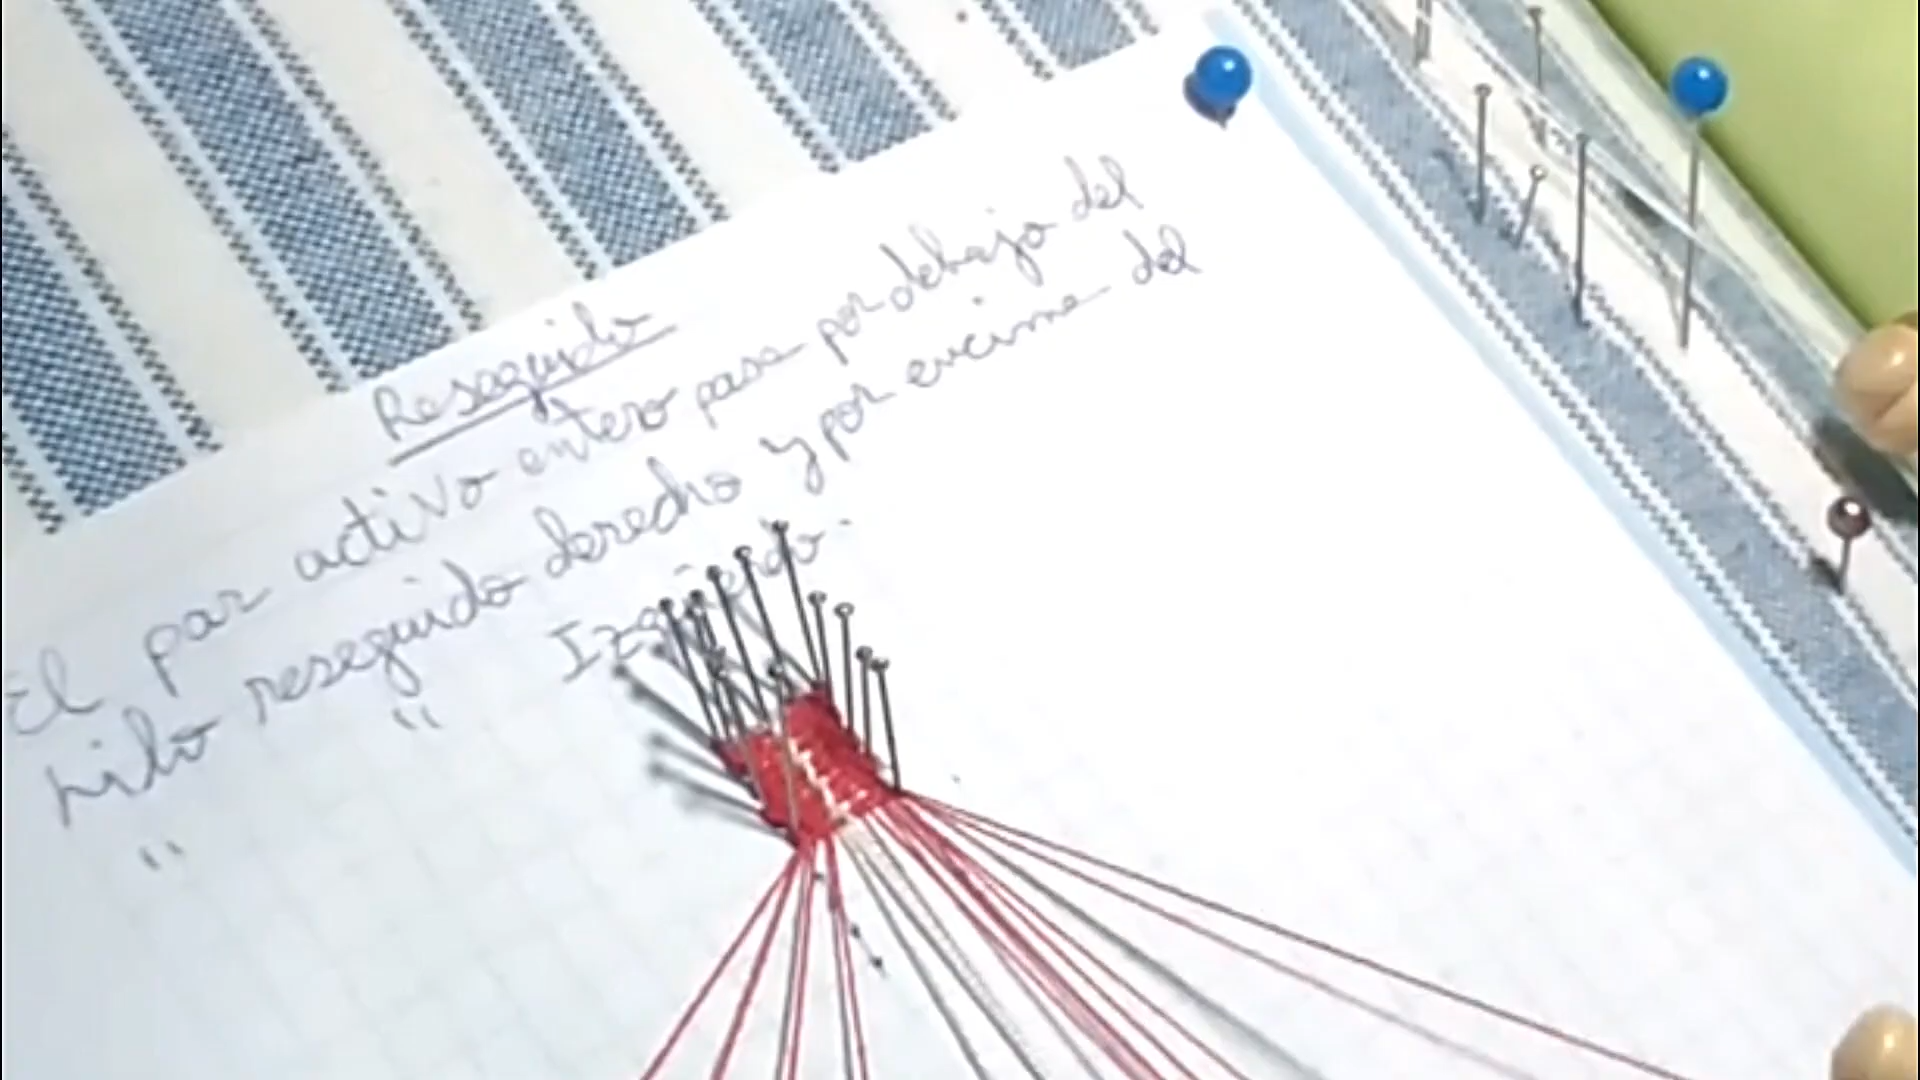 Reseguido
El par activo entero pasa por debajo del
hilo reseguido derecho y por encima del
" " Izquierdo.